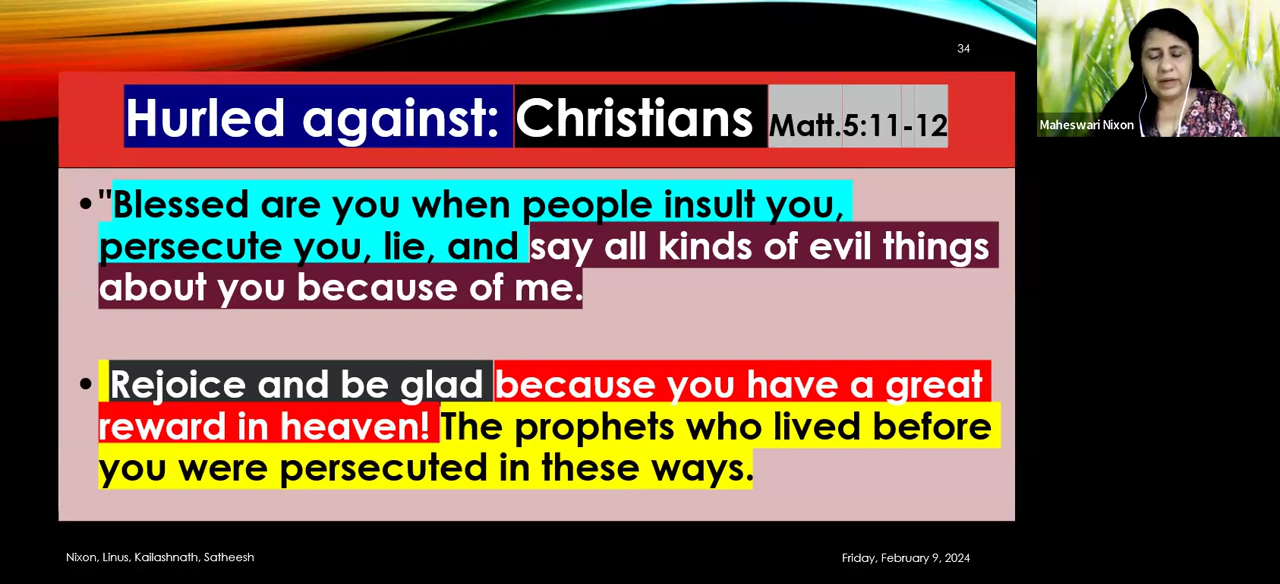 34
Hurled against: Christians Matt.5:11-12
Maheswari Nixon
•"Blessed are you when people insult you,
persecute you, lie, and say all kinds of evil things
about you because of me.
• Rejoice and be glad because you have a great
reward in heaven! The prophets who lived before
you were persecuted in these ways.
Nixon, Linus, Kailashnath, Satheesh
Friday, February 9, 2024